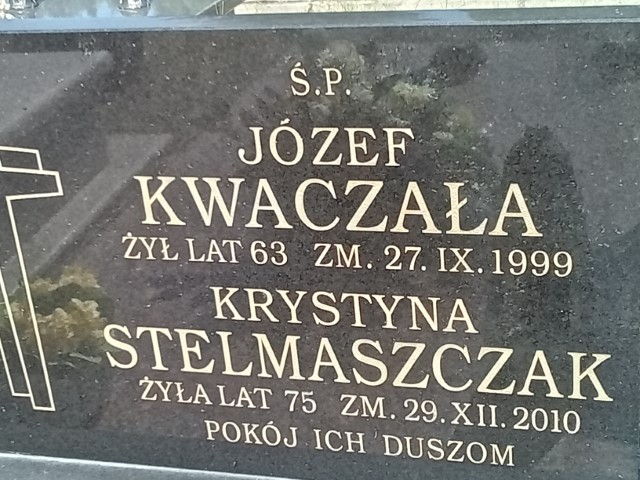 Ś.P.
JÓZEF
KWACZAŁA
ŻYŁ LAT 63 ZM. 27. IX. 1999
KRYSTYNA
STELMASZCZAK
ŻYŁA LAT 75 ZM. 29. XII. 2010
POKÓJ ICH DUSZOM